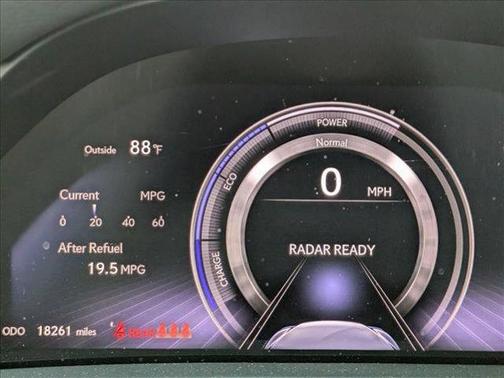 Outside 88°F
Current MPG
0 20 40 60
After Refuel
19.5 MPG
ODO 18261 miles
POWER
Normal
ECO
CHARGE
0 MPH
RADAR READY